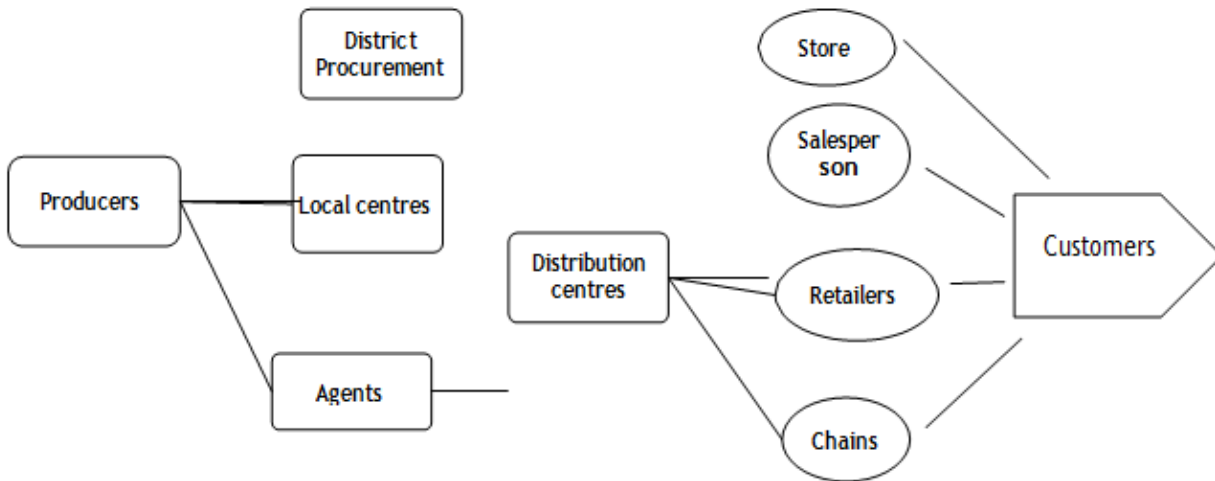 District
Procurement
Store
Salesper
son
Producers
Local centres
Distribution
centres
Customers
Retailers
Agents
Chains